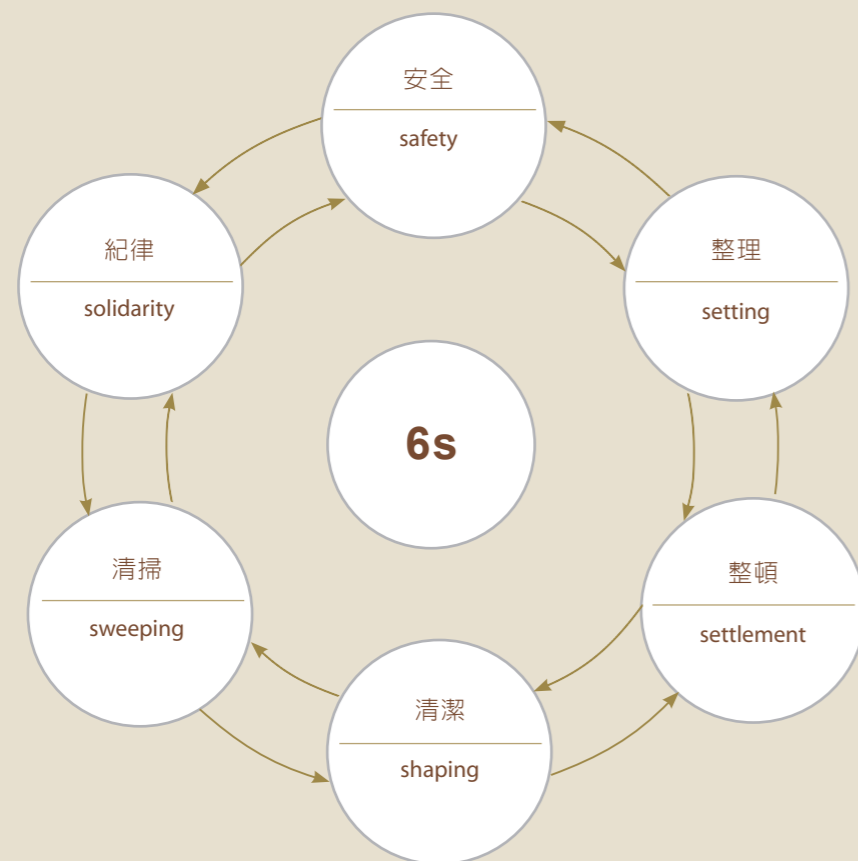 安全
safety
整理
setting
整頓
settlement
清潔
shaping
清掃
sweeping
紀律
solidarity
6s